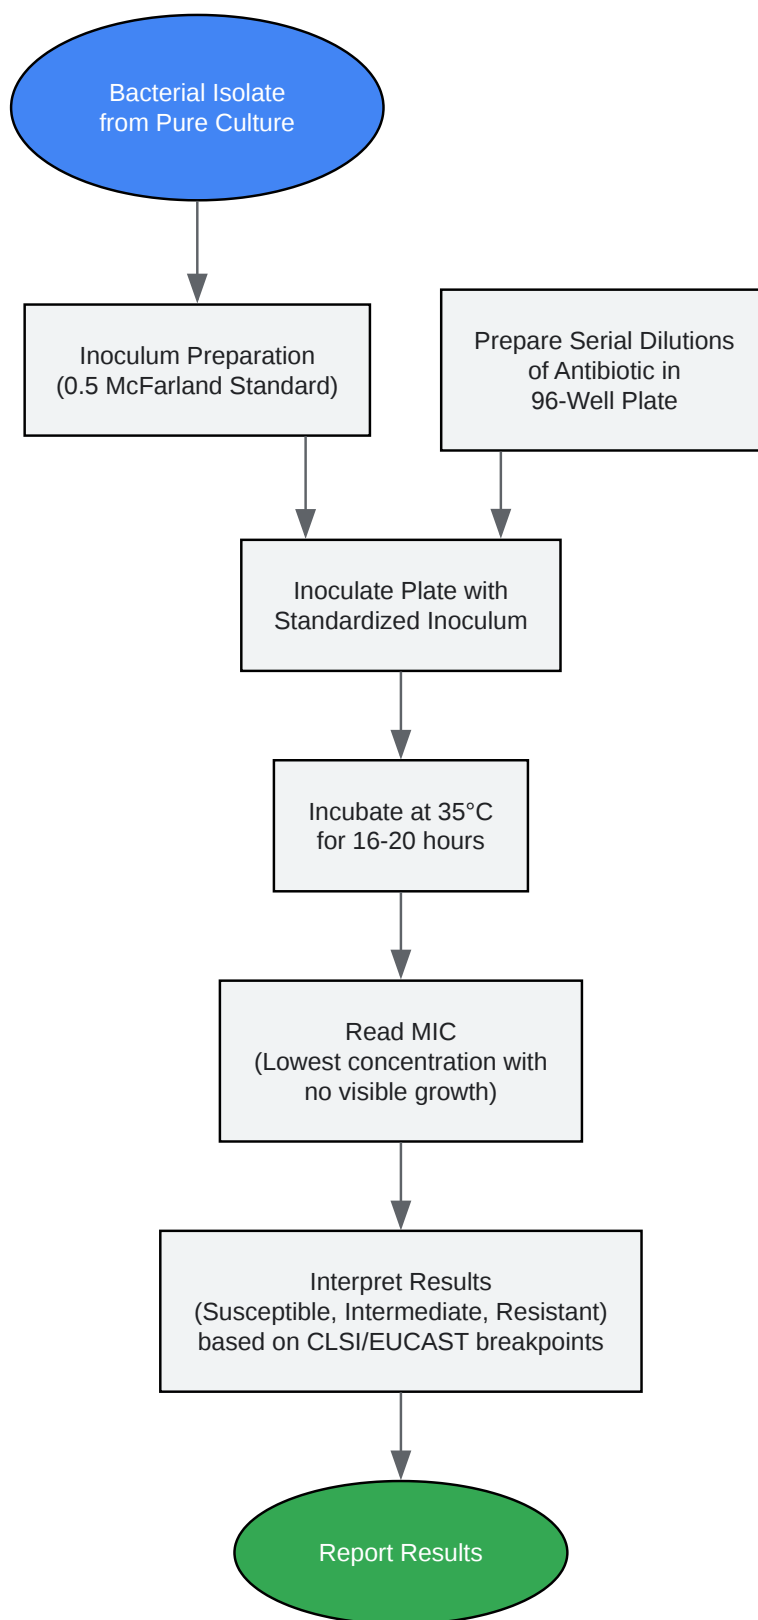 Bacterial Isolate
from Pure Culture
Inoculum Preparation
(0.5 McFarland Standard)
Prepare Serial Dilutions
of Antibiotic in
96-Well Plate
Inoculate Plate with
Standardized Inoculum
Incubate at 35°C
for 16-20 hours
Read MIC
(Lowest concentration with
no visible growth)
Interpret Results
(Susceptible, Intermediate, Resistant)
based on CLSI/EUCAST breakpoints
Report Results